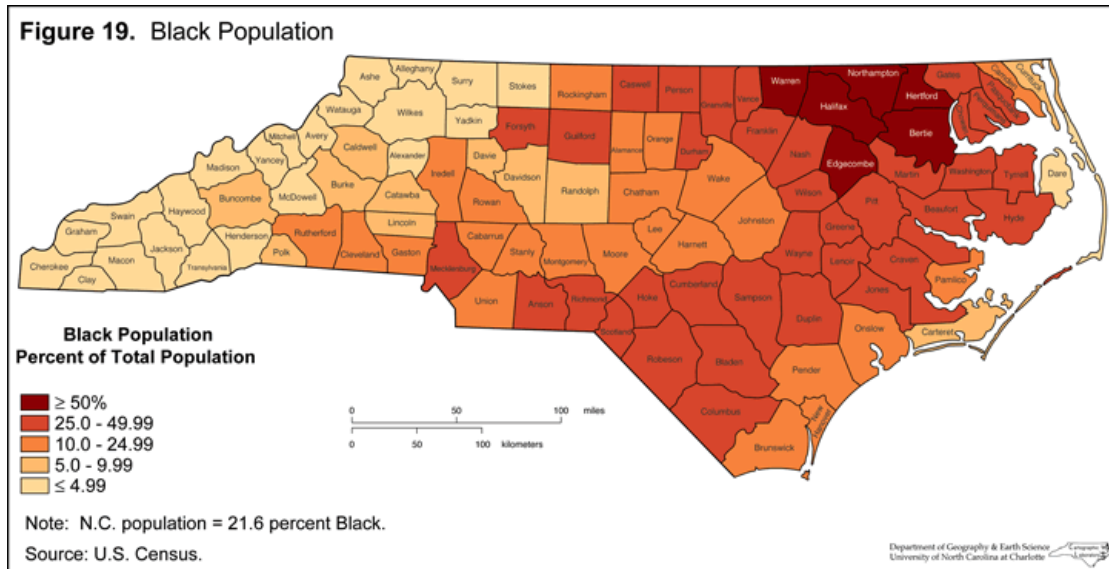 Figure 19. Black Population
Ashe
Alleghany
Surry
Stokes
Rockingham
Caswell
Person
Granville
Vance
Warren
Northampton
Halifax
Hertford
Gates
Camden
Currituck
Pasquotank
Perquimans
Chowan
Bertie
Watauga
Wilkes
Yadkin
Forsyth
Guilford
Alamance
Orange
Durham
Franklin
Nash
Edgecombe
Martin
Washington
Tyrrell
Dare
Mitchell
Avery
Caldwell
Alexander
Davie
Iredell
Davidson
Randolph
Chatham
Wake
Wilson
Pitt
Beaufort
Hyde
Madison
Yancey
Burke
Catawba
Rowan
Johnston
Greene
Buncombe
McDowell
Lincoln
Lee
Harnett
Wayne
Lenoir
Craven
Pamlico
Swain
Haywood
Graham
Henderson
Rutherford
Cleveland
Gaston
Cabarrus
Stanly
Montgomery
Moore
Jones
Cherokee
Clay
Macon
Jackson
Transylvania
Polk
Mecklenburg
Union
Anson
Richmond
Scotland
Hoke
Cumberland
Sampson
Duplin
Onslow
Carteret
Robeson
Bladen
Pender
Columbus
Brunswick
New
Hanover
Black Population
Percent of Total Population
≥ 50%
25.0 - 49.99
10.0 - 24.99
5.0 - 9.99
≤ 4.99
0 50 100 miles
0 50 100 kilometers
Note: N.C. population = 21.6 percent Black.
Source: U.S. Census.
Department of Geography & Earth Science
University of North Carolina at Charlotte